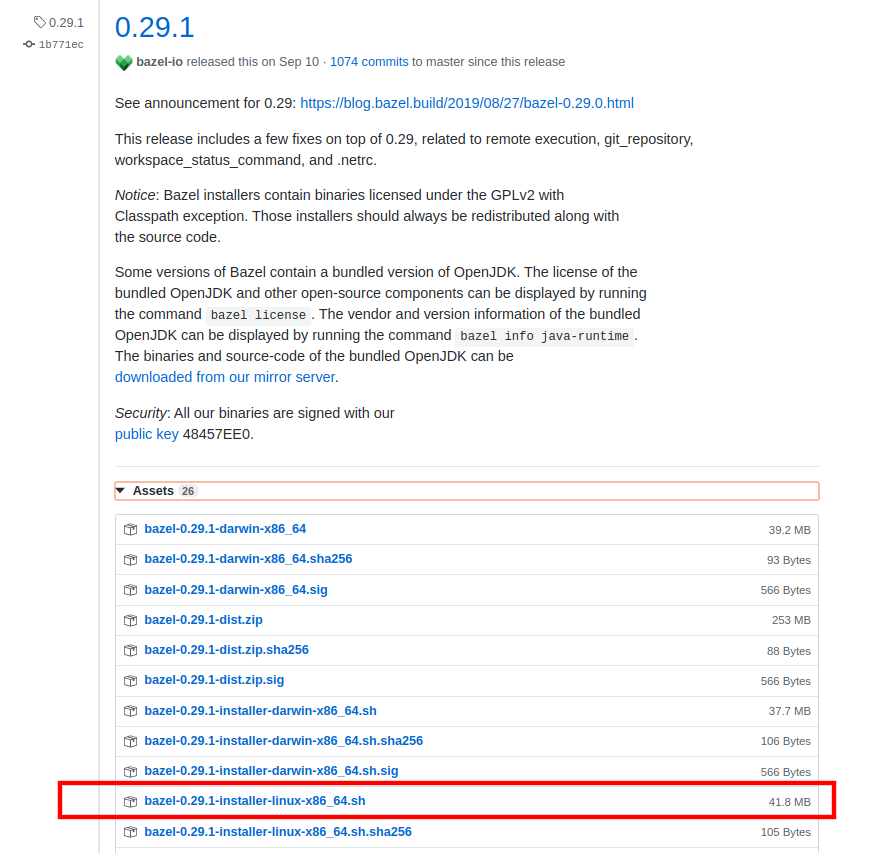 0.29.1
1b771ec
0.29.1
bazel-io released this on Sep 10 · 1074 commits to master since this release
See announcement for 0.29: https://blog.bazel.build/2019/08/27/bazel-0.29.0.html
This release includes a few fixes on top of 0.29, related to remote execution, git_repository,
workspace_status_command, and .netrc.
Notice: Bazel installers contain binaries licensed under the GPLv2 with
Classpath exception. Those installers should always be redistributed along with
the source code.
Some versions of Bazel contain a bundled version of OpenJDK. The license of the
bundled OpenJDK and other open-source components can be displayed by running
the command bazel license. The vendor and version information of the bundled
OpenJDK can be displayed by running the command bazel info java-runtime.
The binaries and source-code of the bundled OpenJDK can be
downloaded from our mirror server.
Security: All our binaries are signed with our
public key 48457EE0.
Assets 26
bazel-0.29.1-darwin-x86_64 39.2 MB
bazel-0.29.1-darwin-x86_64.sha256 93 Bytes
bazel-0.29.1-darwin-x86_64.sig 566 Bytes
bazel-0.29.1-dist.zip 253 MB
bazel-0.29.1-dist.zip.sha256 88 Bytes
bazel-0.29.1-dist.zip.sig 566 Bytes
bazel-0.29.1-installer-darwin-x86_64.sh 37.7 MB
bazel-0.29.1-installer-darwin-x86_64.sh.sha256 106 Bytes
bazel-0.29.1-installer-darwin-x86_64.sh.sig 566 Bytes
bazel-0.29.1-installer-linux-x86_64.sh 41.8 MB
bazel-0.29.1-installer-linux-x86_64.sh.sha256 105 Bytes